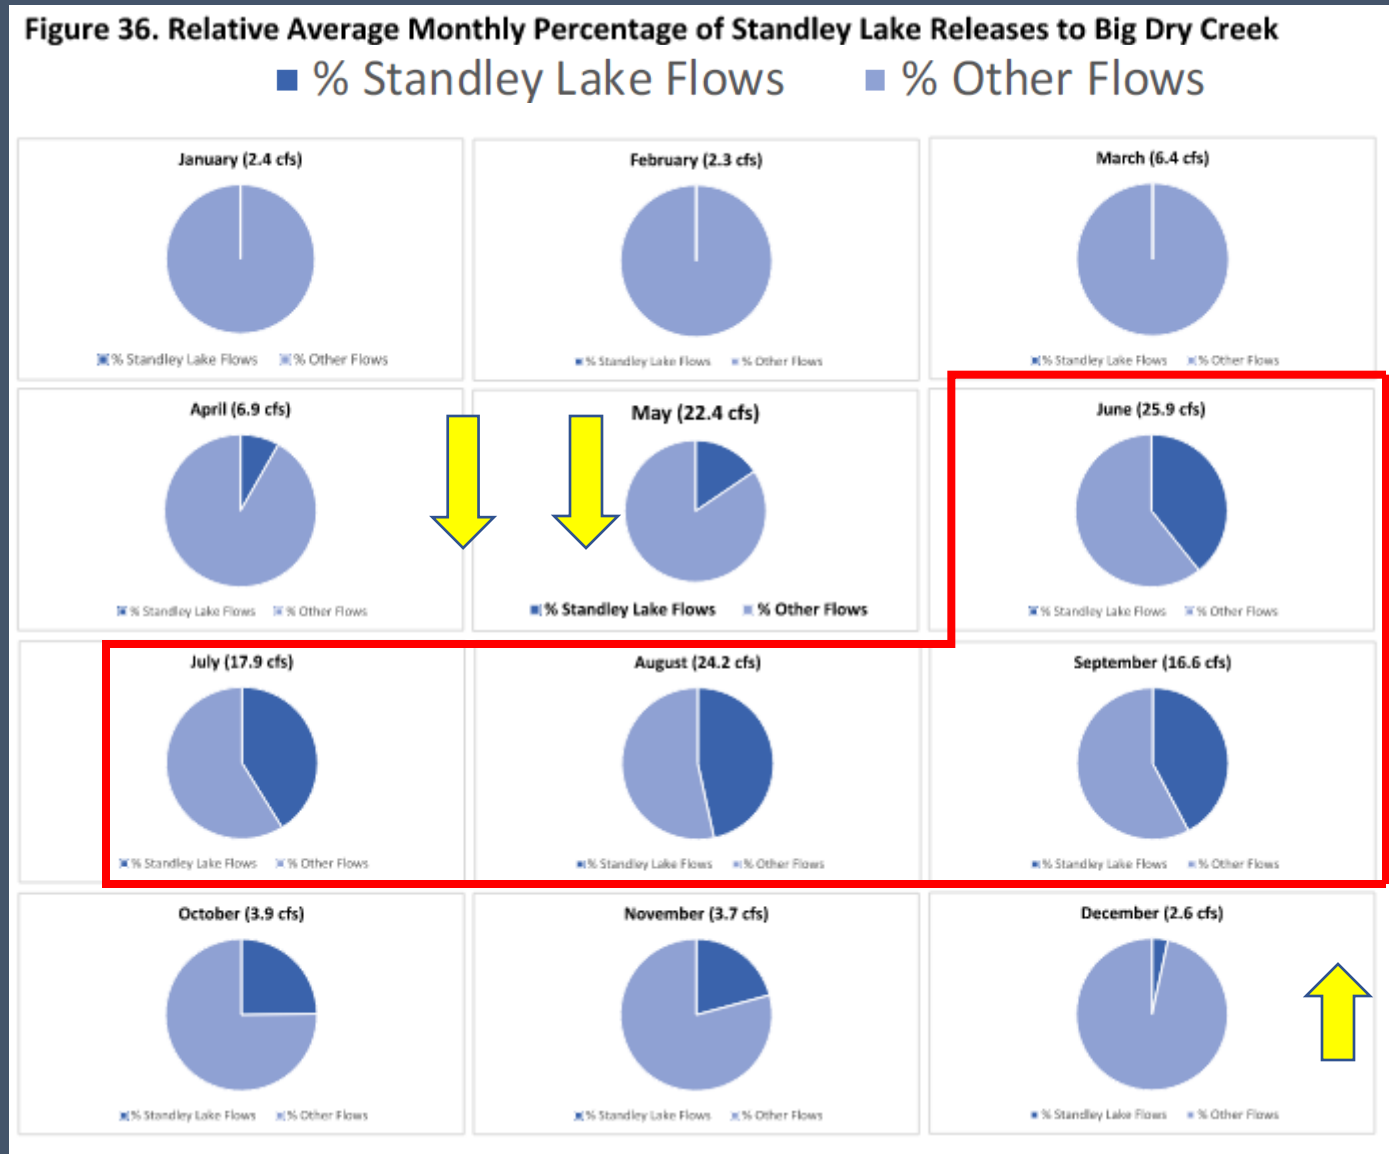 Figure 36. Relative Average Monthly Percentage of Standley Lake Releases to Big Dry Creek
% Standley Lake Flows % Other Flows
January (2.4 cfs)
% Standley Lake Flows % Other Flows
February (2.3 cfs)
% Standley Lake Flows % Other Flows
March (6.4 cfs)
% Standley Lake Flows % Other Flows
April (6.9 cfs)
% Standley Lake Flows % Other Flows
May (22.4 cfs)
% Standley Lake Flows % Other Flows
June (25.9 cfs)
% Standley Lake Flows % Other Flows
July (17.9 cfs)
% Standley Lake Flows % Other Flows
August (24.2 cfs)
% Standley Lake Flows % Other Flows
September (16.6 cfs)
% Standley Lake Flows % Other Flows
October (3.9 cfs)
% Standley Lake Flows % Other Flows
November (3.7 cfs)
% Standley Lake Flows % Other Flows
December (2.6 cfs)
% Standley Lake Flows % Other Flows